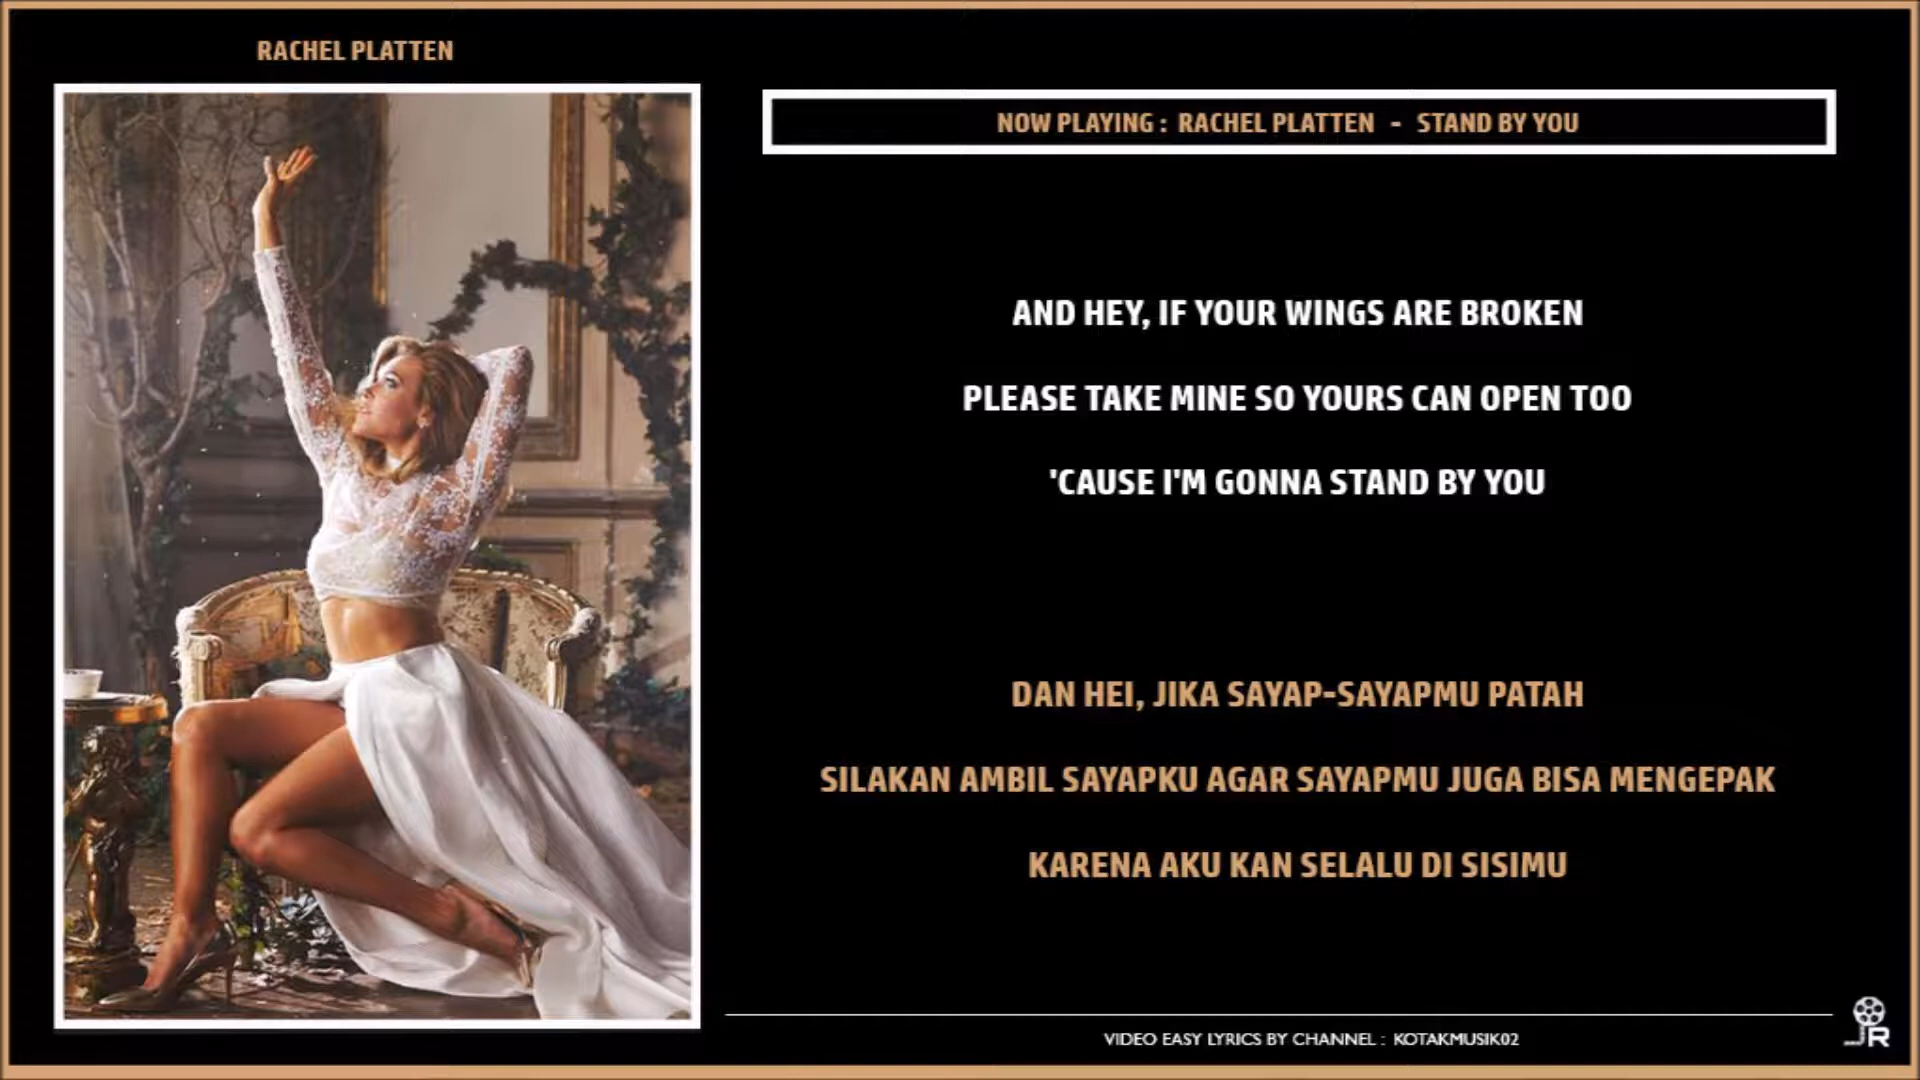 RACHEL PLATTEN
NOW PLAYING : RACHEL PLATTEN - STAND BY YOU
AND HEY, IF YOUR WINGS ARE BROKEN
PLEASE TAKE MINE SO YOURS CAN OPEN TOO
'CAUSE I'M GONNA STAND BY YOU
DAN HEI, JIKA SAYAP-SAYAPMU PATAH
SILAKAN AMBIL SAYAPKU AGAR SAYAPMU JUGA BISA MENGEPAK
KARENA AKU KAN SELALU DI SISIMU
VIDEO EASY LYRICS BY CHANNEL : KOTAKMUSIK02
JR